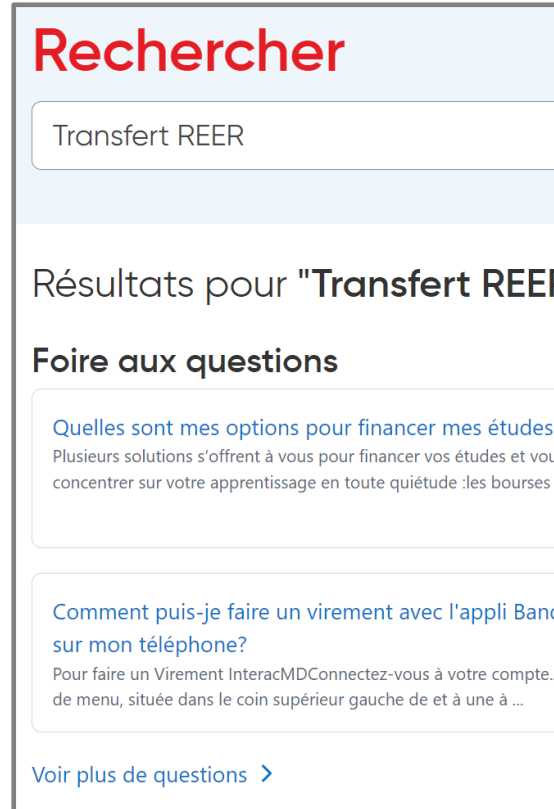 Rechercher
Transfert REER
Résultats pour "Transfert REER
Foire aux questions
Quelles sont mes options pour financer mes études
Plusieurs solutions s'offrent à vous pour financer vos études et vou
concentrer sur votre apprentissage en toute quiétude :les bourses
Comment puis-je faire un virement avec l'appli Banc
sur mon téléphone?
Pour faire un Virement InteracMDConnectez-vous à votre compte..
de menu, située dans le coin supérieur gauche de et à une à ...
Voir plus de questions >